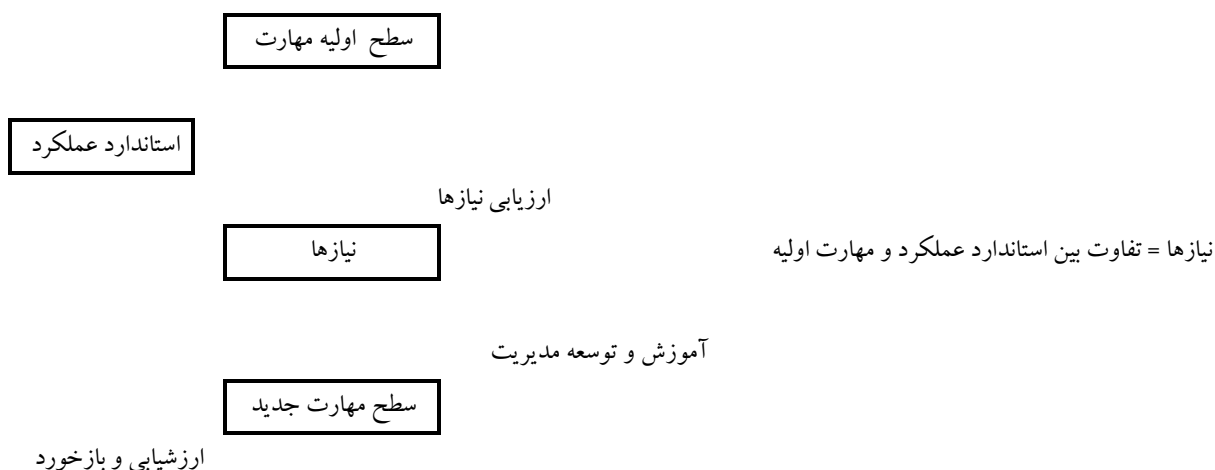 سطح اولیه مهارت
استاندارد عملکرد
ارزیابی نیازها
نیازها = تفاوت بین استاندارد عملکرد و مهارت اولیه
نیازها
آموزش و توسعه مدیریت
سطح مهارت جدید
ارزشیابی و بازخورد